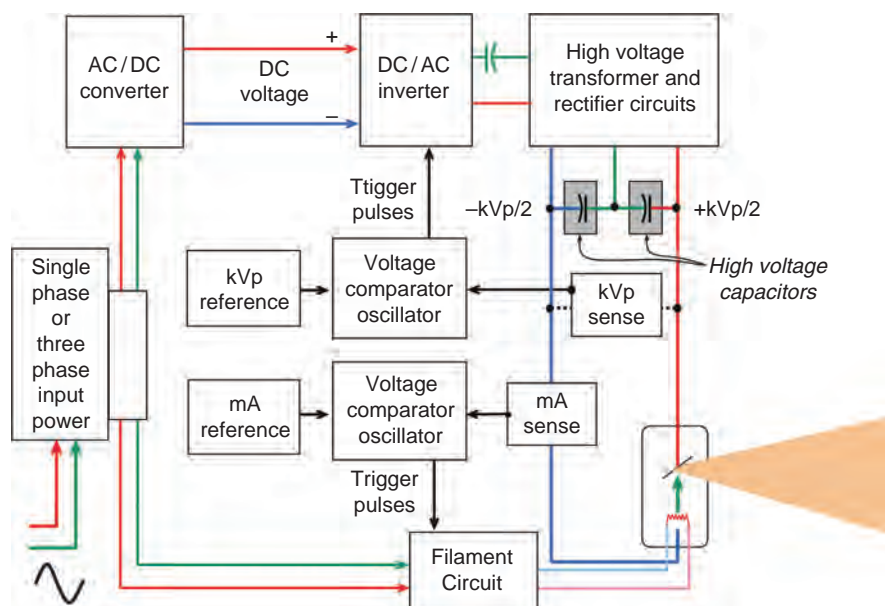 AC/DC
converter
+
DC
voltage
–
DC/AC
inverter
High voltage
transformer and
rectifier circuits
Ttigger
pulses
–kVp/2
+kVp/2
High voltage
capacitors
Single
phase
or
three
phase
input
power
kVp
reference
Voltage
comparator
oscillator
kVp
sense
mA
reference
Voltage
comparator
oscillator
mA
sense
Trigger
pulses
Filament
Circuit